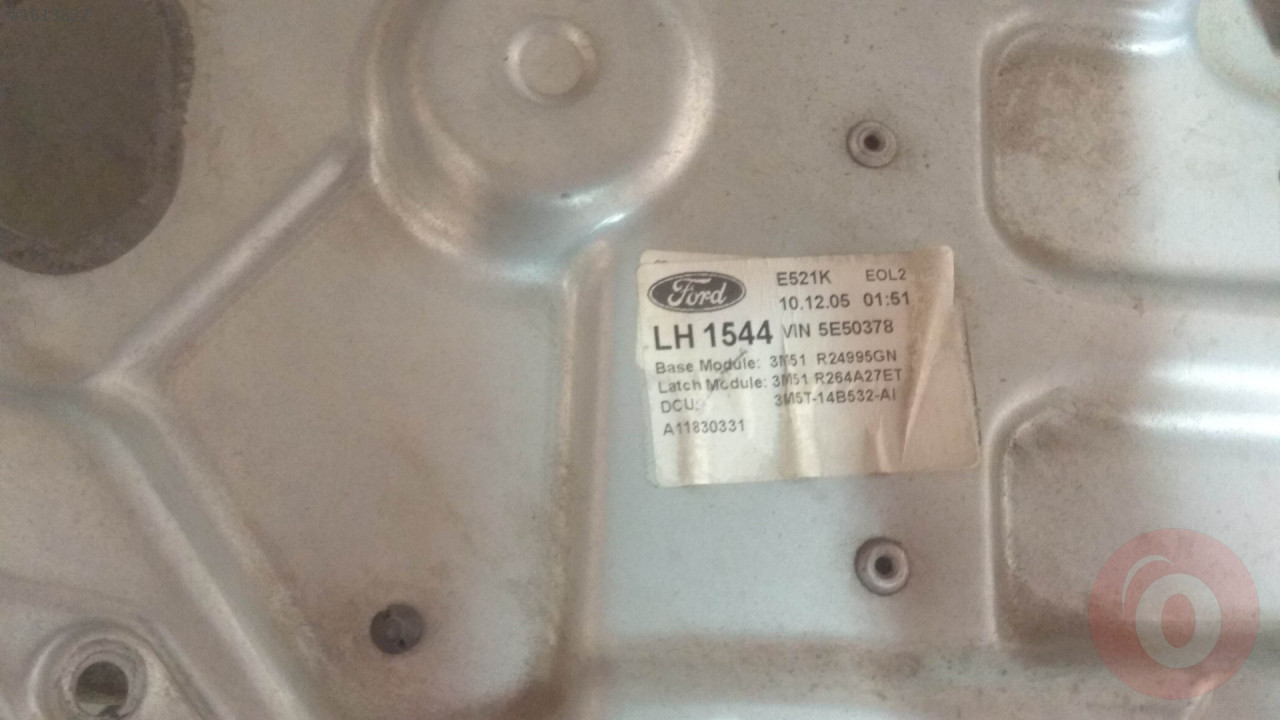 Ford
E521K EOL2
10.12.05 01:51
LH 1544 VIN 5E50378
Base Module: 3M51 R24995GN
Latch Module: 3M51 R264A27ET
DCU: 3M5T-14B532-AI
A11830331